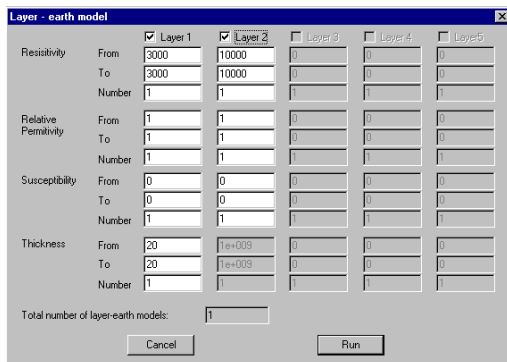 Layer - earth model
Layer 1 Layer 2 Layer 3 Layer 4 Layer5
Resisitivity From 3000 10000 0 0 0
To 3000 10000 0 0 0
Number 1 1 1 1 1
Relative Permitivity From 1 1 0 0 0
To 1 1 0 0 0
Number 1 1 1 1 1
Susceptibility From 0 0 0 0 0
To 0 0 0 0 0
Number 1 1 1 1 1
Thickness From 20 1e+009 0 0 0
To 20 1e+009 0 0 0
Number 1 1 1 1 1
Total number of layer-earth models: 1
Cancel Run